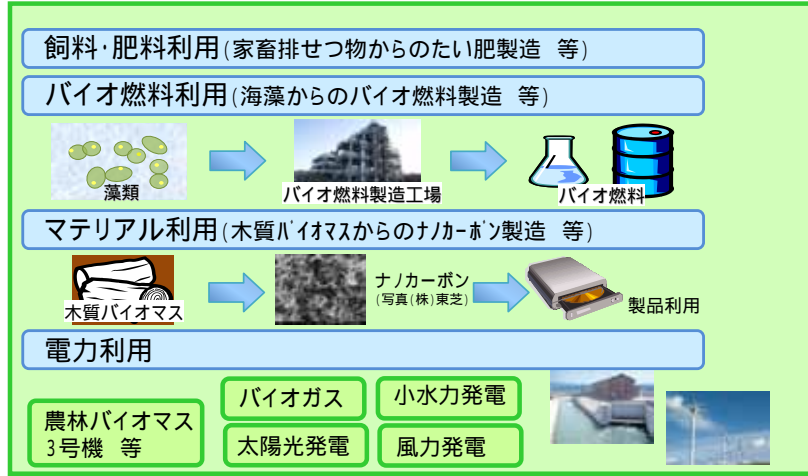 飼料・肥料利用(家畜排せつ物からのたい肥製造 等)
バイオ燃料利用(海藻からのバイオ燃料製造 等)
藻類
バイオ燃料製造工場
バイオ燃料
マテリアル利用(木質バイオマスからのナノカーボン製造 等)
木質バイオマス
ナノカーボン
(写真(株)東芝)
製品利用
電力利用
農林バイオマス
3号機 等
バイオガス
小水力発電
太陽光発電
風力発電